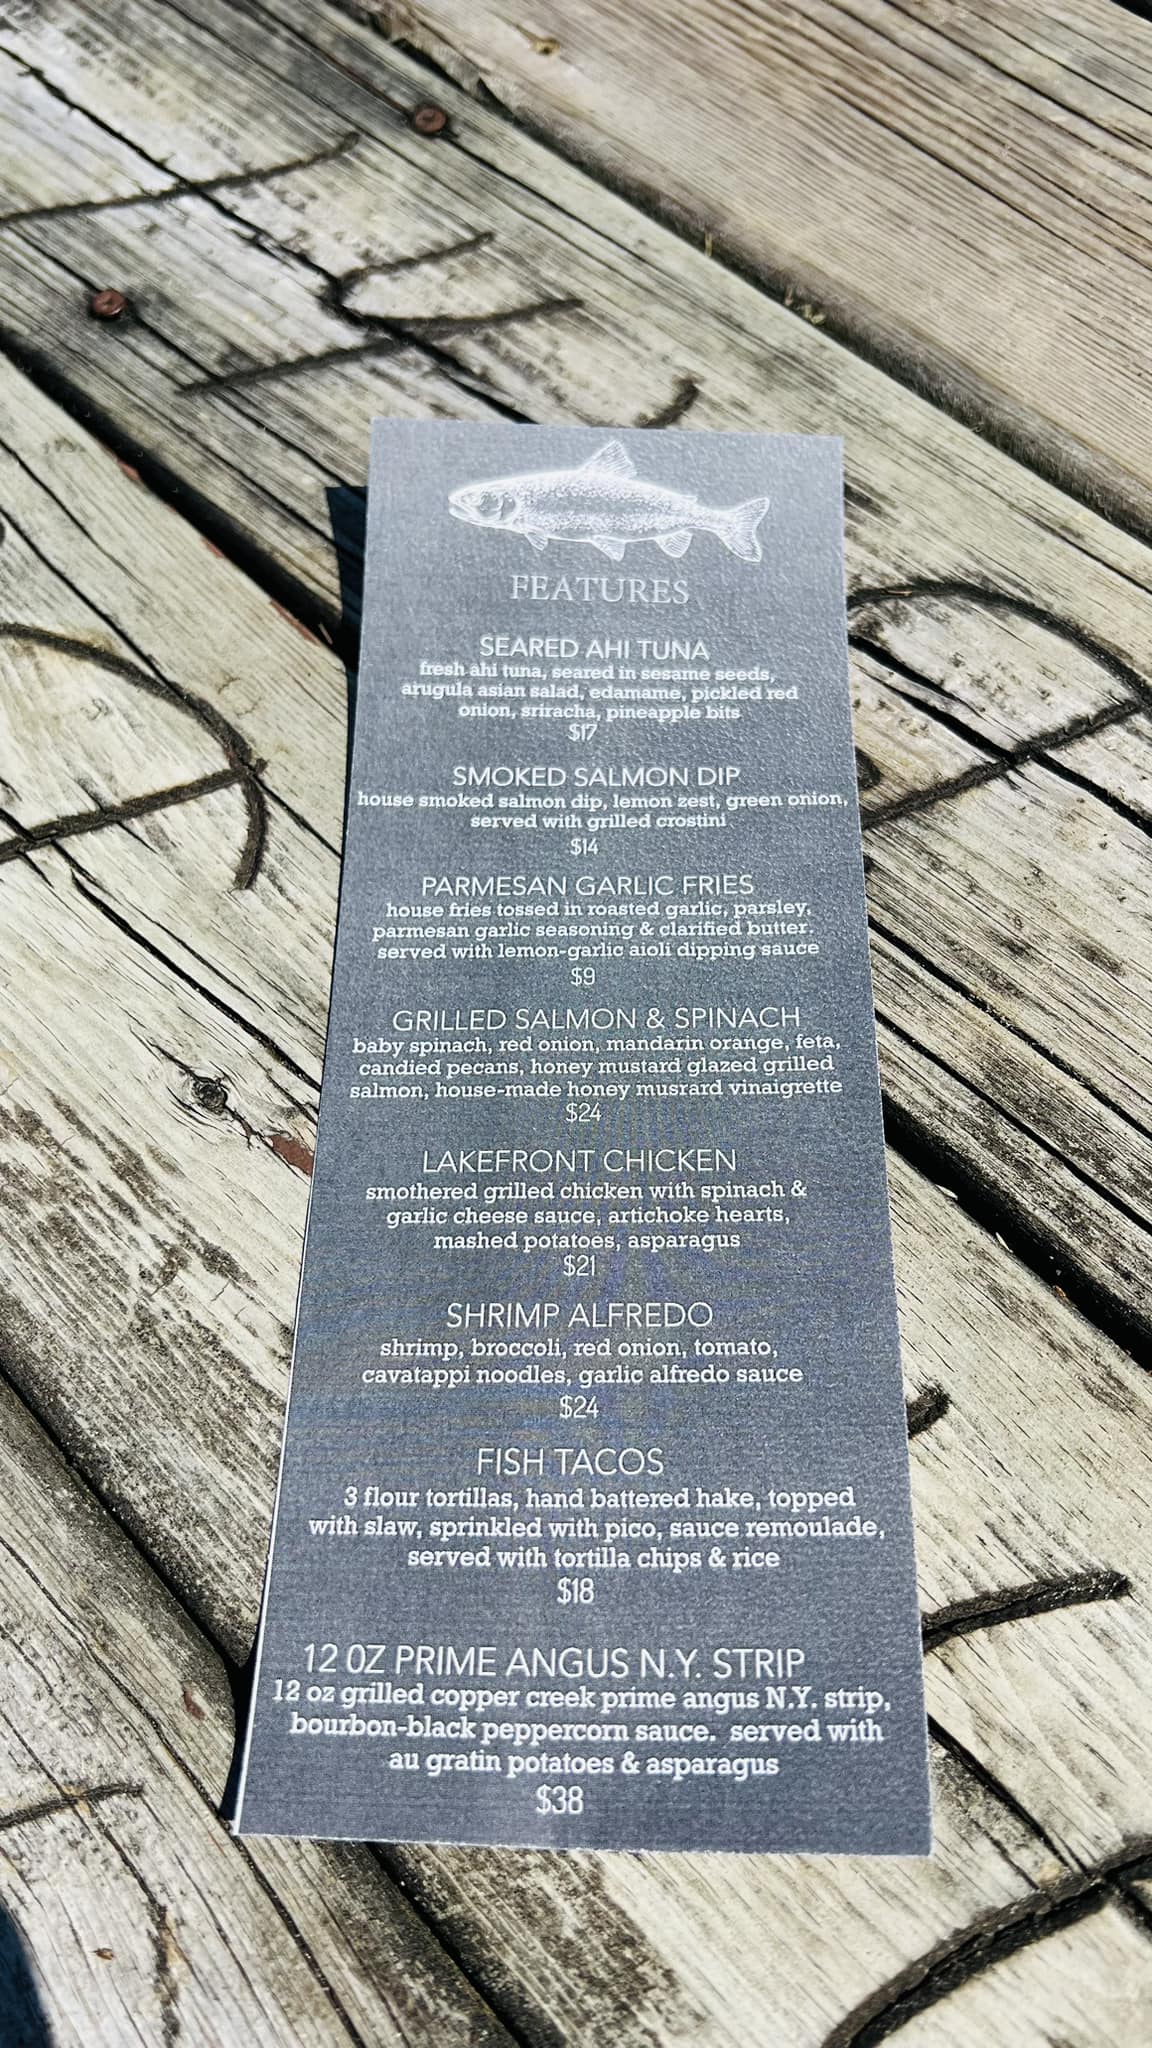 FEATURES
SEARED AHI TUNA
fresh ahi tuna, seared in sesame seeds,
arugula asian salad, edamame, pickled red
onion, sriracha, pineapple bits
$17
SMOKED SALMON DIP
house smoked salmon dip, lemon zest, green onion,
served with grilled crostini
$14
PARMESAN GARLIC FRIES
house fries tossed in roasted garlic, parsley,
parmesan garlic seasoning & clarified butter.
served with lemon-garlic aioli dipping sauce
$9
GRILLED SALMON & SPINACH
baby spinach, red onion, mandarin orange, feta,
candied pecans, honey mustard glazed grilled
salmon, house-made honey musrard vinaigrette
$24
LAKEFRONT CHICKEN
smothered grilled chicken with spinach &
garlic cheese sauce, artichoke hearts,
mashed potatoes, asparagus
$21
SHRIMP ALFREDO
shrimp, broccoli, red onion, tomato,
cavatappi noodles, garlic alfredo sauce
$24
FISH TACOS
3 flour tortillas, hand battered hake, topped
with slaw, sprinkled with pico, sauce remoulade,
served with tortilla chips & rice
$18
12 OZ PRIME ANGUS N.Y. STRIP
12 oz grilled copper creek prime angus N.Y. strip,
bourbon-black peppercorn sauce. served with
au gratin potatoes & asparagus
$38